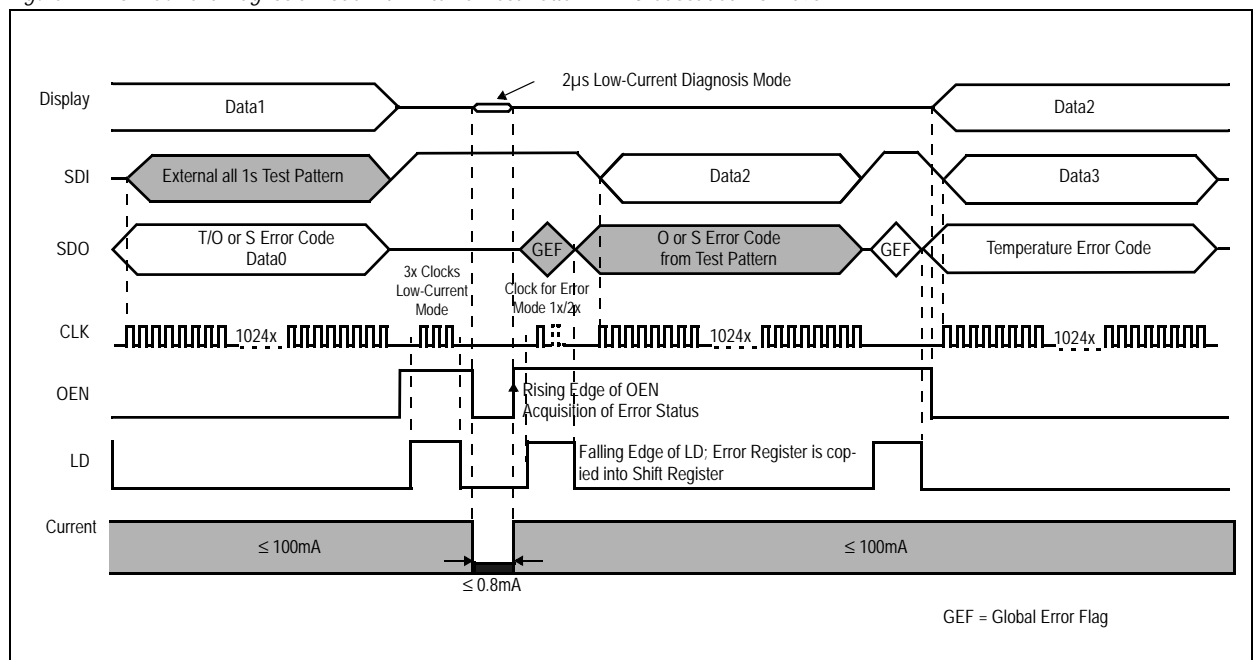 2µs Low-Current Diagnosis Mode
Display
Data1
Data2
SDI
External all 1s Test Pattern
Data2
Data3
SDO
T/O or S Error Code
Data0
GEF
O or S Error Code
from Test Pattern
GEF
Temperature Error Code
3x Clocks
Low-Current
Mode
Clock for Error
Mode 1x/2x
CLK
1024x
1024x
1024x
OEN
Rising Edge of OEN
Acquisition of Error Status
LD
Falling Edge of LD; Error Register is cop-
ied into Shift Register
Current
≤ 100mA
≤ 100mA
≤ 0.8mA
GEF = Global Error Flag